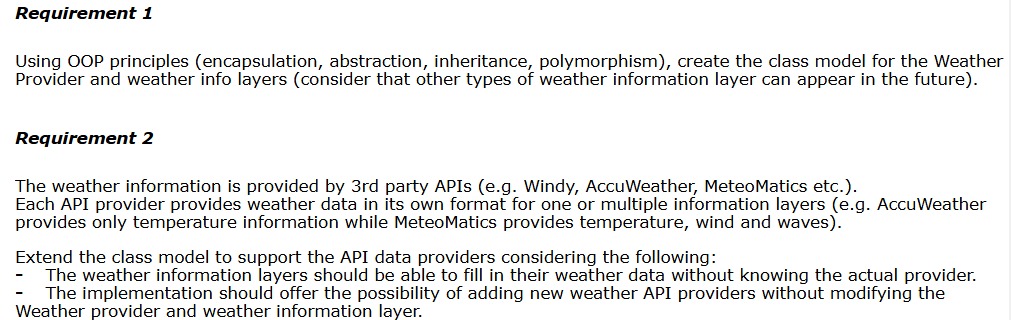 Requirement 1
Using OOP principles (encapsulation, abstraction, inheritance, polymorphism), create the class model for the Weather
Provider and weather info layers (consider that other types of weather information layer can appear in the future).
Requirement 2
The weather information is provided by 3rd party APIs (e.g. Windy, AccuWeather, MeteoMatics etc.).
Each API provider provides weather data in its own format for one or multiple information layers (e.g. AccuWeather
provides only temperature information while MeteoMatics provides temperature, wind and waves).
Extend the class model to support the API data providers considering the following:
- The weather information layers should be able to fill in their weather data without knowing the actual provider.
- The implementation should offer the possibility of adding new weather API providers without modifying the
Weather provider and weather information layer.